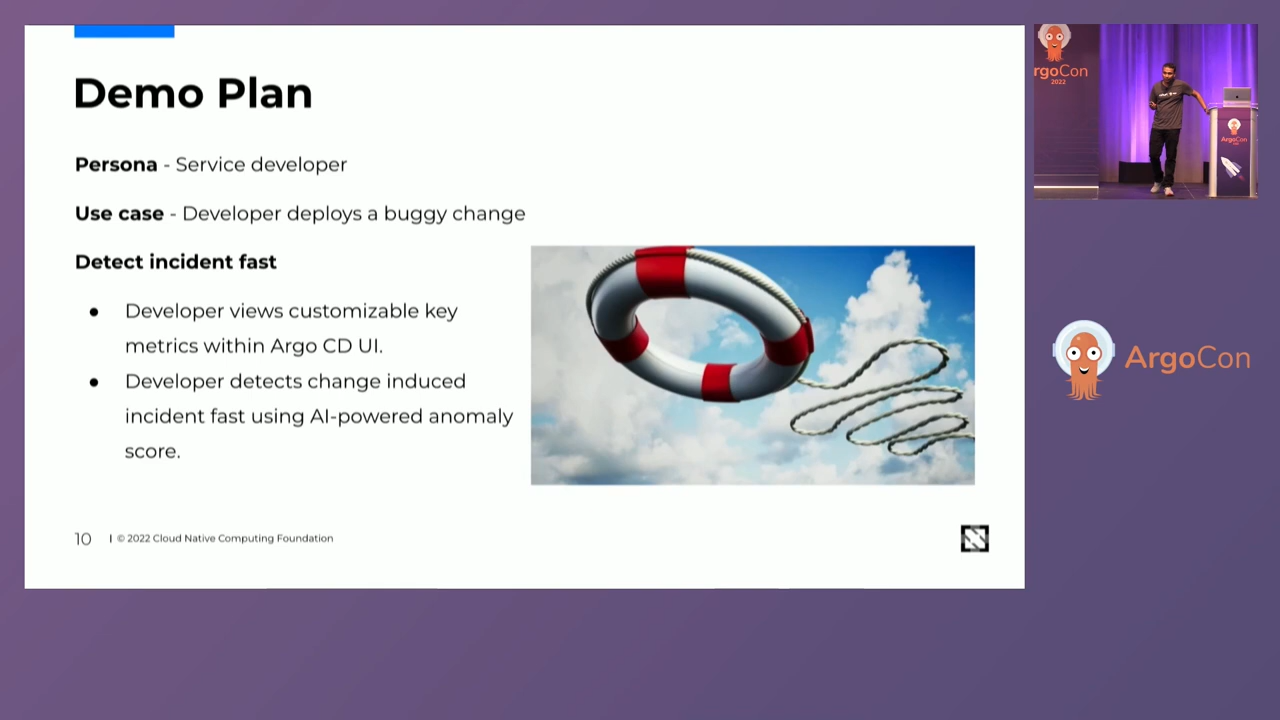 Demo Plan
Persona - Service developer
Use case - Developer deploys a buggy change
Detect incident fast
● Developer views customizable key
metrics within Argo CD UI.
● Developer detects change induced
incident fast using AI-powered anomaly
score.
10 | © 2022 Cloud Native Computing Foundation
rgoCon
2022
ArgoCon
ArgoCon